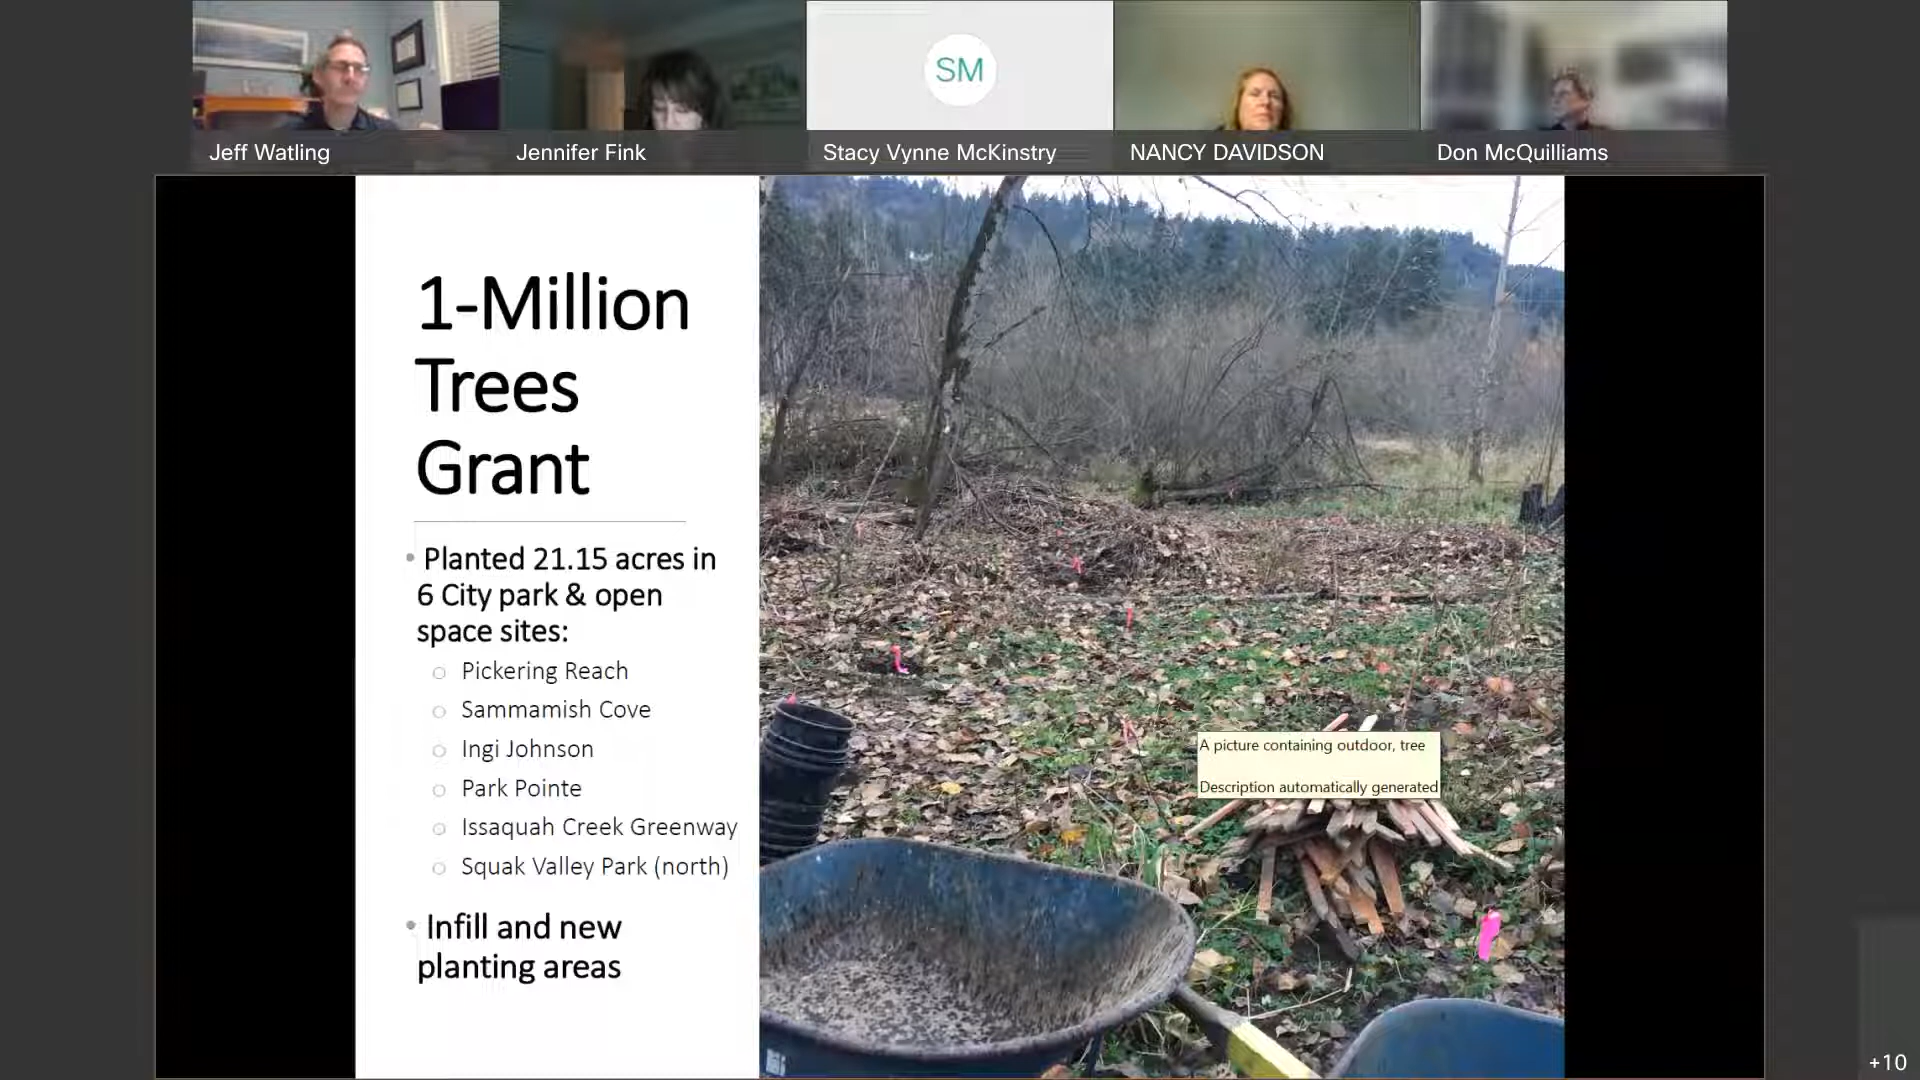 SM
Jeff Watling
Jennifer Fink
Stacy Vynne McKinstry
NANCY DAVIDSON
Don McQuilliams
1-Million
Trees
Grant
• Planted 21.15 acres in
6 City park & open
space sites:
○ Pickering Reach
○ Sammamish Cove
○ Ingi Johnson
○ Park Pointe
○ Issaquah Creek Greenway
○ Squak Valley Park (north)
• Infill and new
planting areas
A picture containing outdoor, tree
Description automatically generated
+10